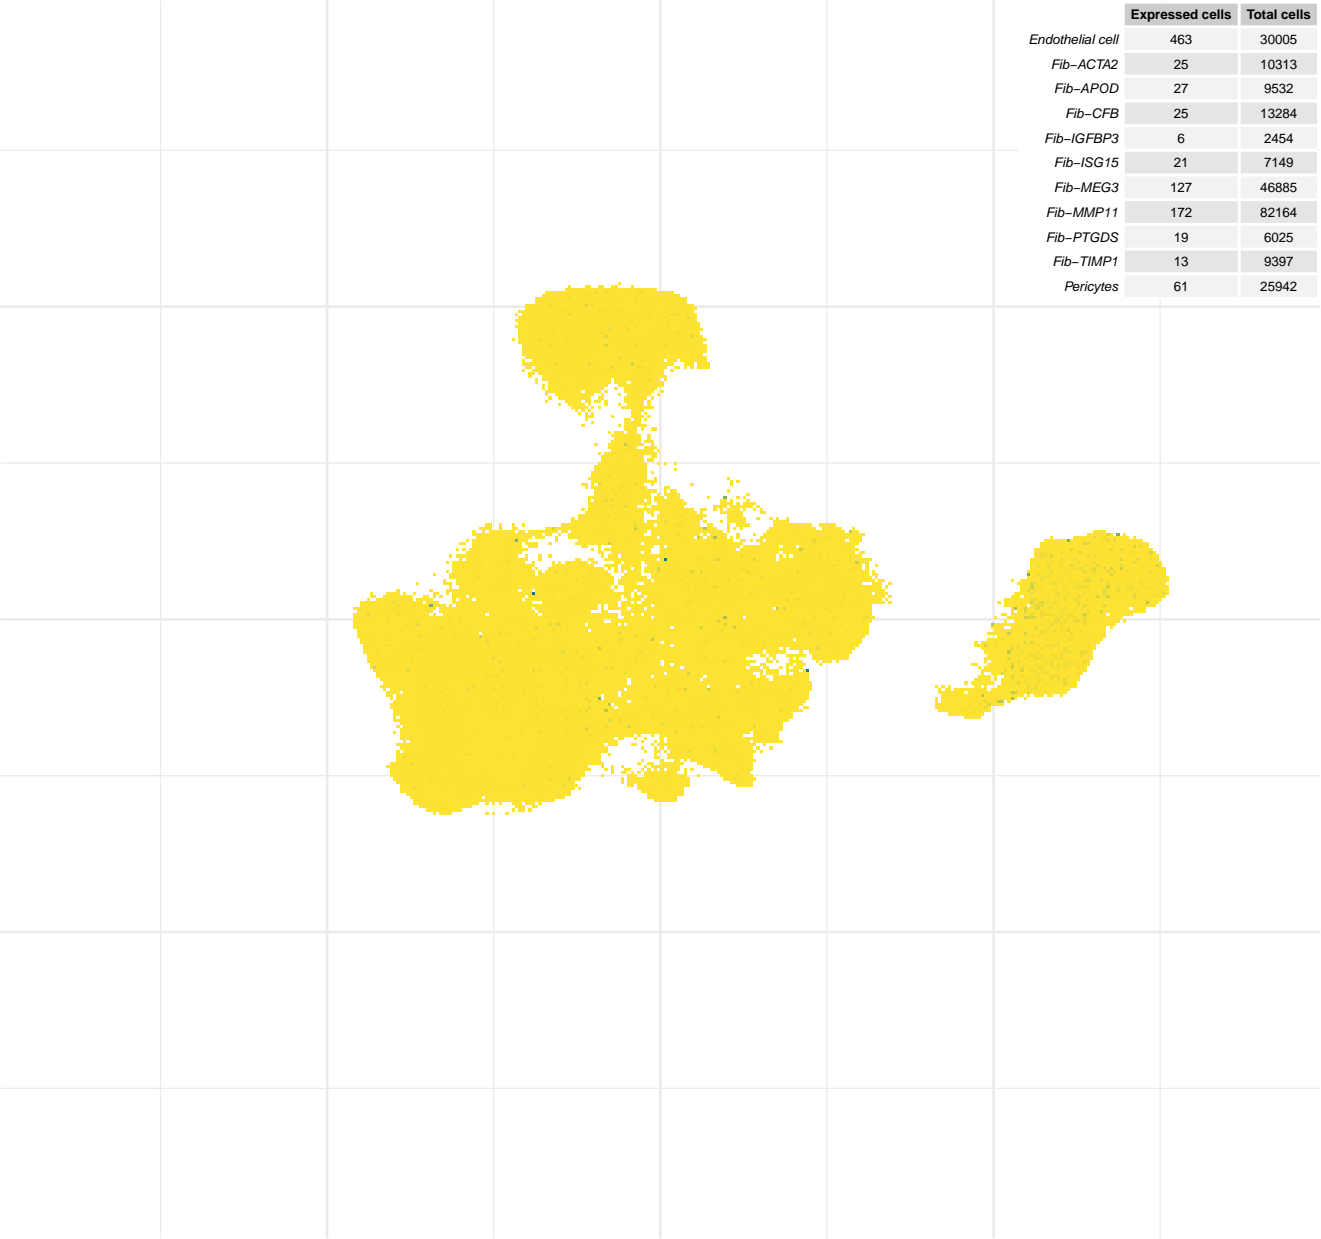 Expressed cells Total cells
Endothelial cell 463 30005
Fib−ACTA2 25 10313
Fib−APOD 27 9532
Fib−CFB 25 13284
Fib−IGFBP3 6 2454
Fib−ISG15 21 7149
Fib−MEG3 127 46885
Fib−MMP11 172 82164
Fib−PTGDS 19 6025
Fib−TIMP1 13 9397
Pericytes 61 25942